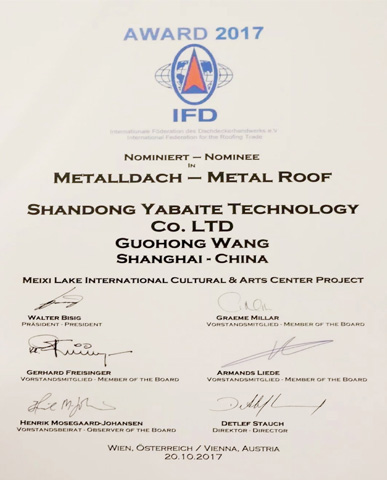 AWARD 2017
IFD
Internationale Föderation des Dachdeckerhandwerks e.V.
International Federation for the Roofing Trade
NOMINIERT – NOMINEE
IN
METALLDACH – METAL ROOF
SHANDONG YABAITE TECHNOLOGY
CO. LTD
GUOHONG WANG
SHANGHAI - CHINA
MEIXI LAKE INTERNATIONAL CULTURAL & ARTS CENTER PROJECT
WALTER BISIG
PRÄSIDENT · PRESIDENT
GRAEME MILLAR
VORSTANDSMITGLIED · MEMBER OF THE BOARD
GERHARD FREISINGER
VORSTANDSMITGLIED · MEMBER OF THE BOARD
ARMANDS LIEDE
VORSTANDSMITGLIED · MEMBER OF THE BOARD
HENRIK MOSEGAARD-JOHANSEN
VORSTANDSBEIRAT · OBSERVER OF THE BOARD
DETLEF STAUCH
DIREKTOR · DIRECTOR
WIEN, ÖSTERREICH / VIENNA, AUSTRIA
20.10.2017